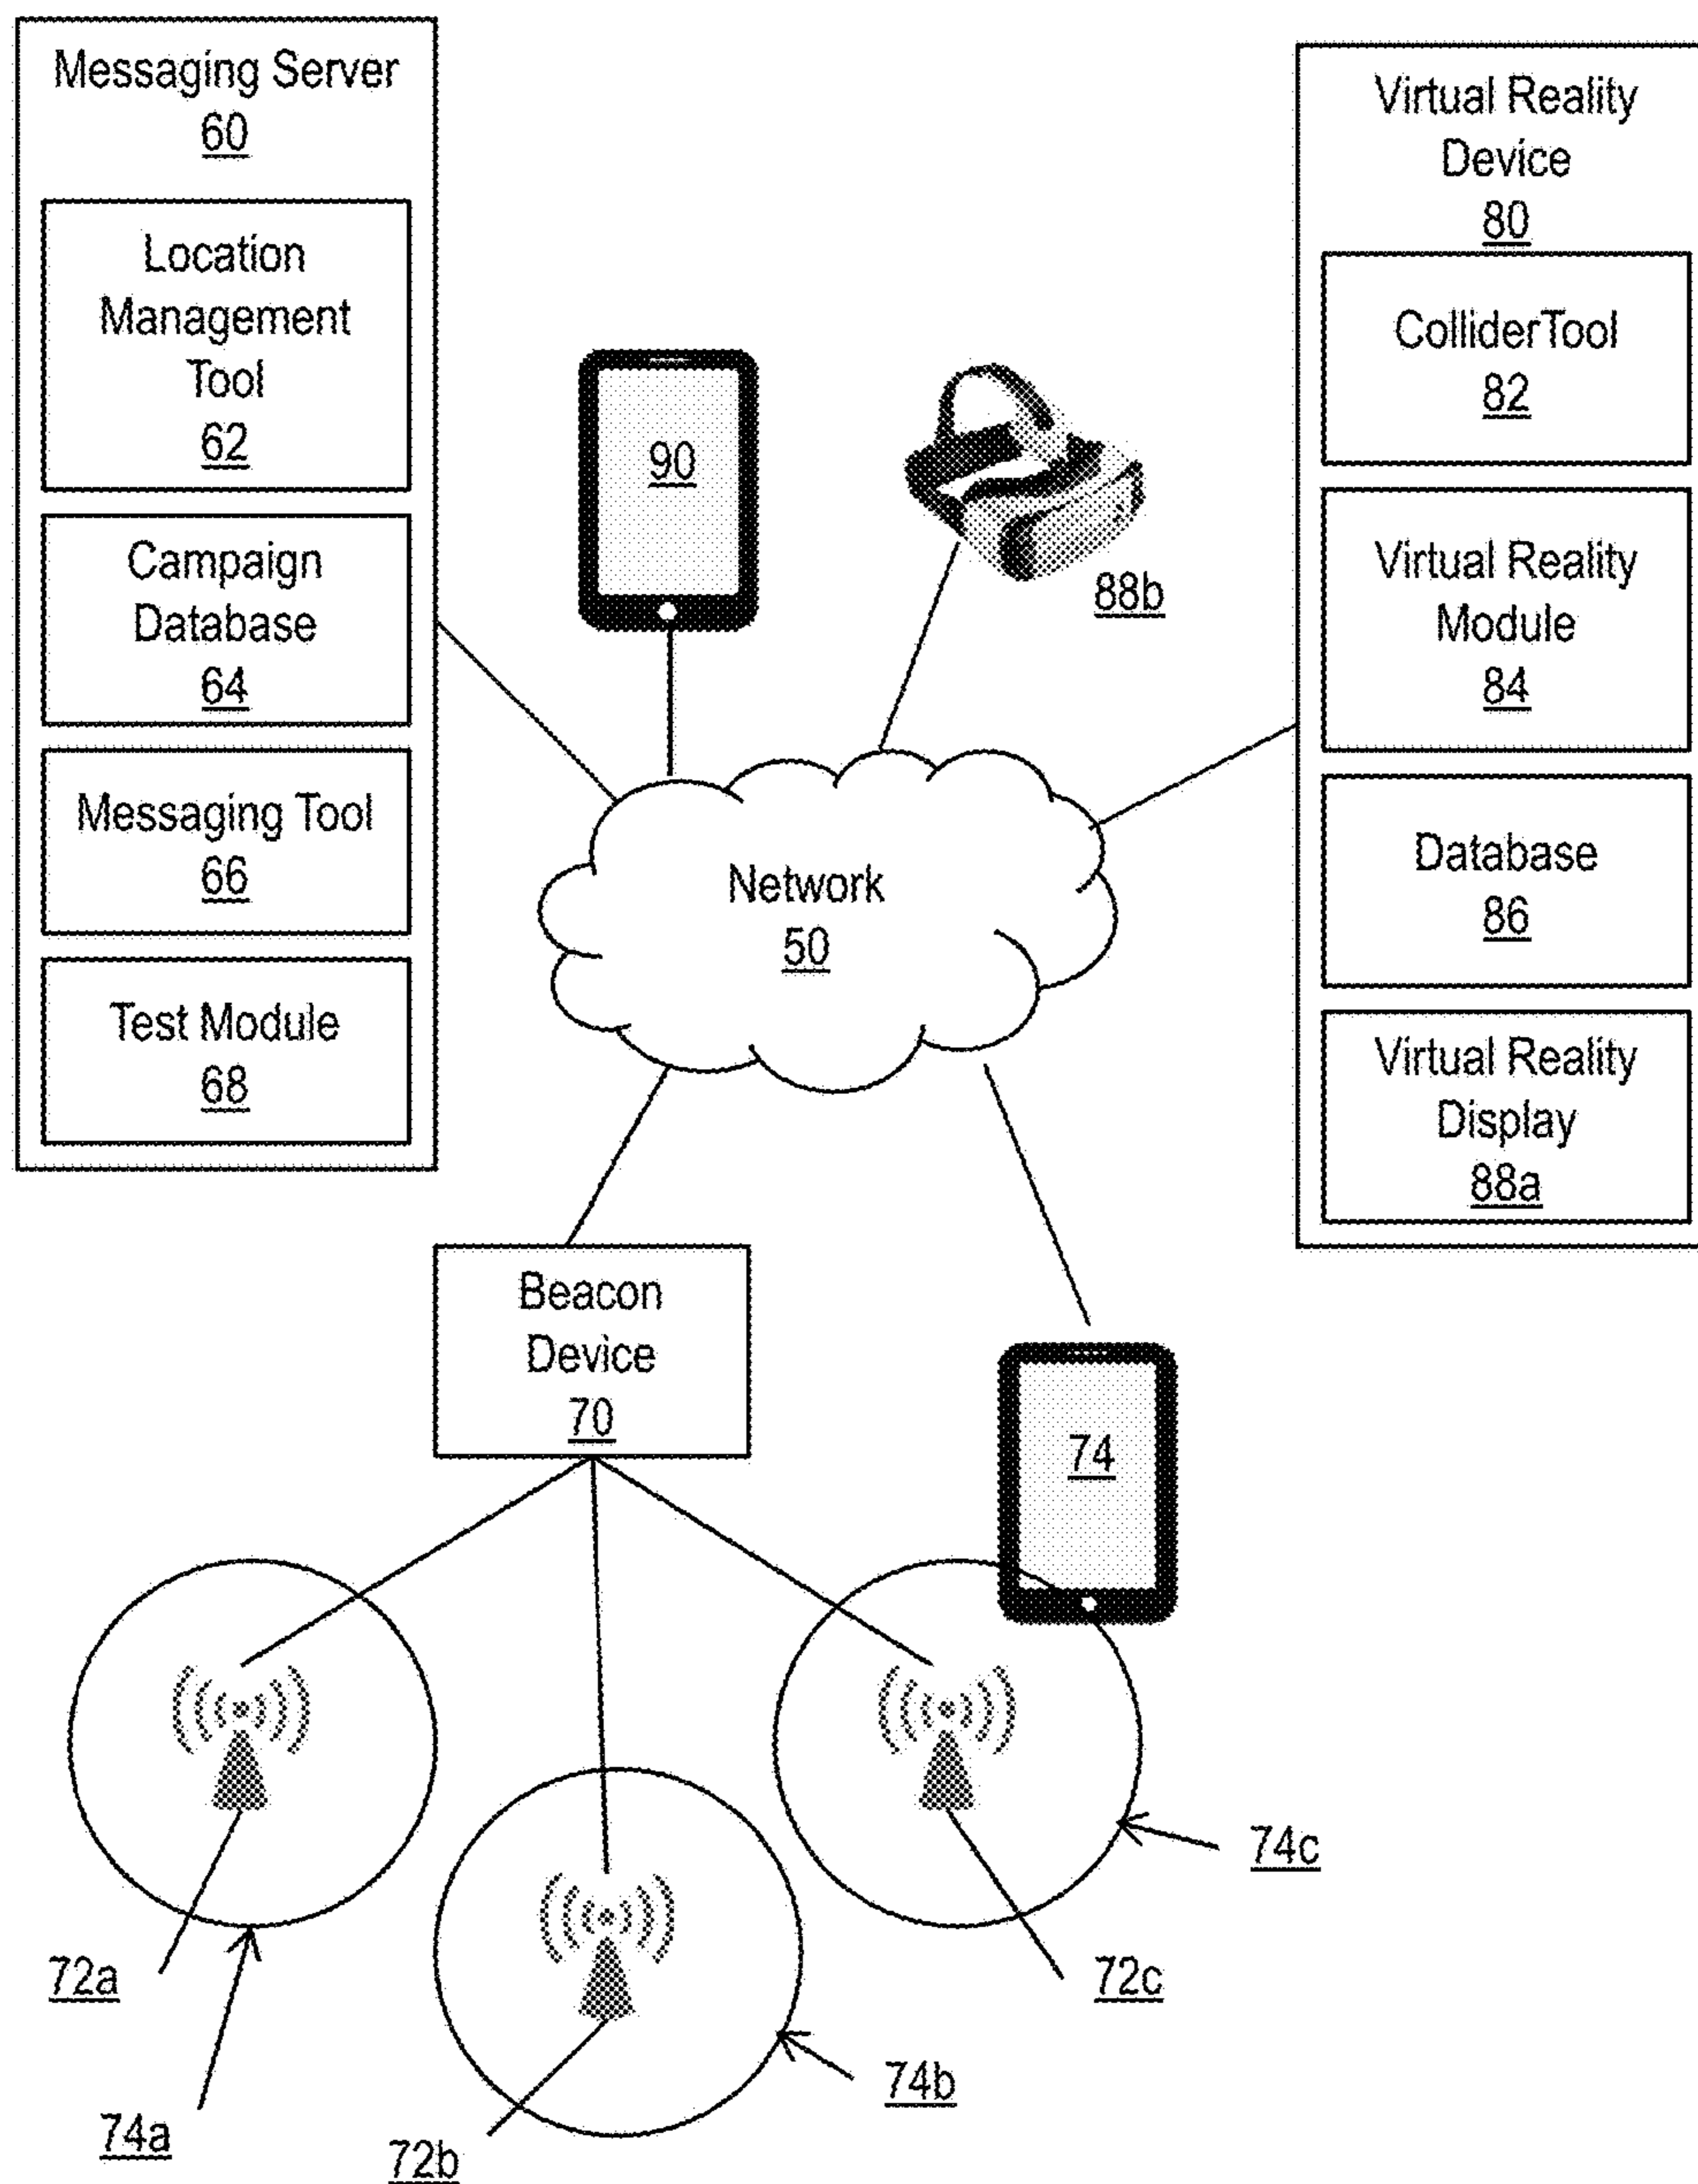 Messaging Server
60
Location
Management
Tool
62
Campaign
Database
64
Messaging Tool
66
Test Module
68
90
88b
Virtual Reality
Device
80
ColliderTool
82
Virtual Reality
Module
84
Database
86
Virtual Reality
Display
88a
Network
50
Beacon
Device
70
74
72a
74a
72b
74b
72c
74c